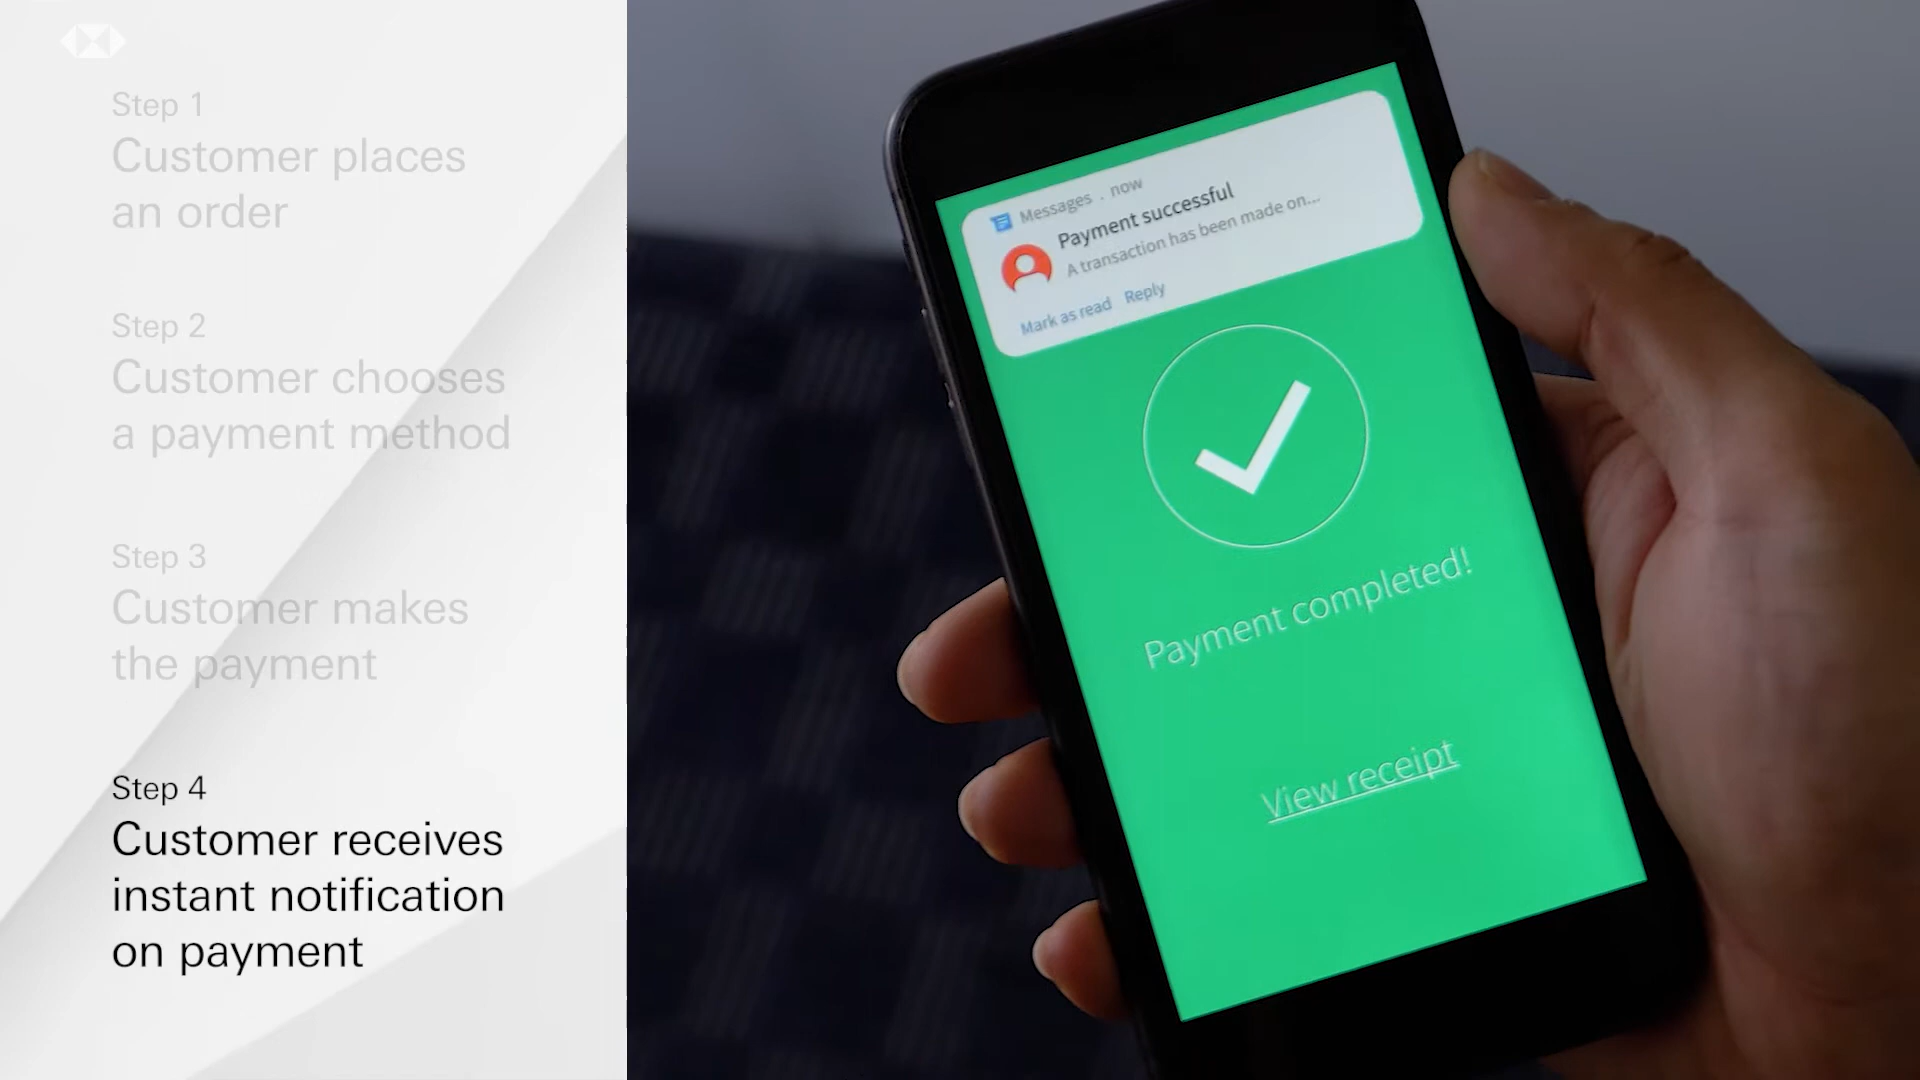 Step 1
Customer places
an order
Step 2
Customer chooses
a payment method
Step 3
Customer makes
the payment
Step 4
Customer receives
instant notification
on payment
Messages . now
Payment successful
A transaction has been made on...
Mark as read Reply
Payment completed!
View receipt